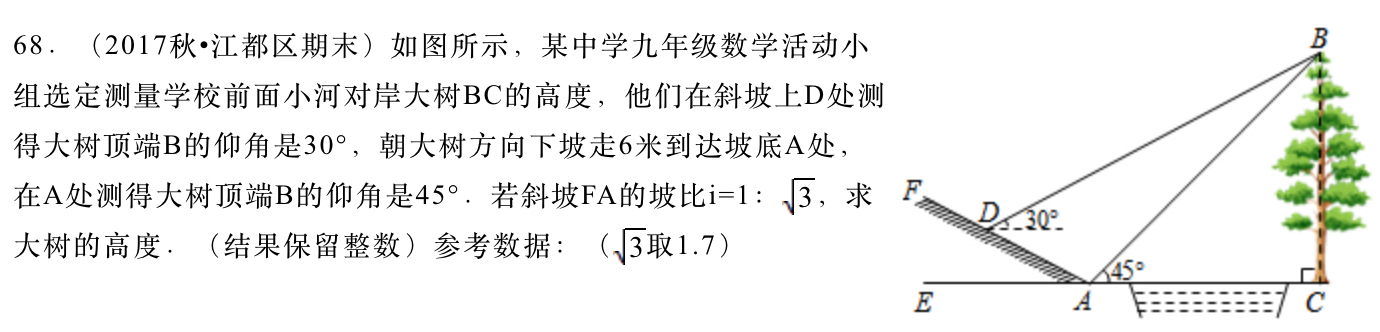 68．（2017秋•江都区期末）如图所示，某中学九年级数学活动小
组选定测量学校前面小河对岸大树BC的高度，他们在斜坡上D处测
得大树顶端B的仰角是30°，朝大树方向下坡走6米到达坡底A处，
在A处测得大树顶端B的仰角是45°．若斜坡FA的坡比i=1：√3，求
大树的高度．（结果保留整数）参考数据：（√3取1.7）
B
F
D
30°
45°
E
A
C